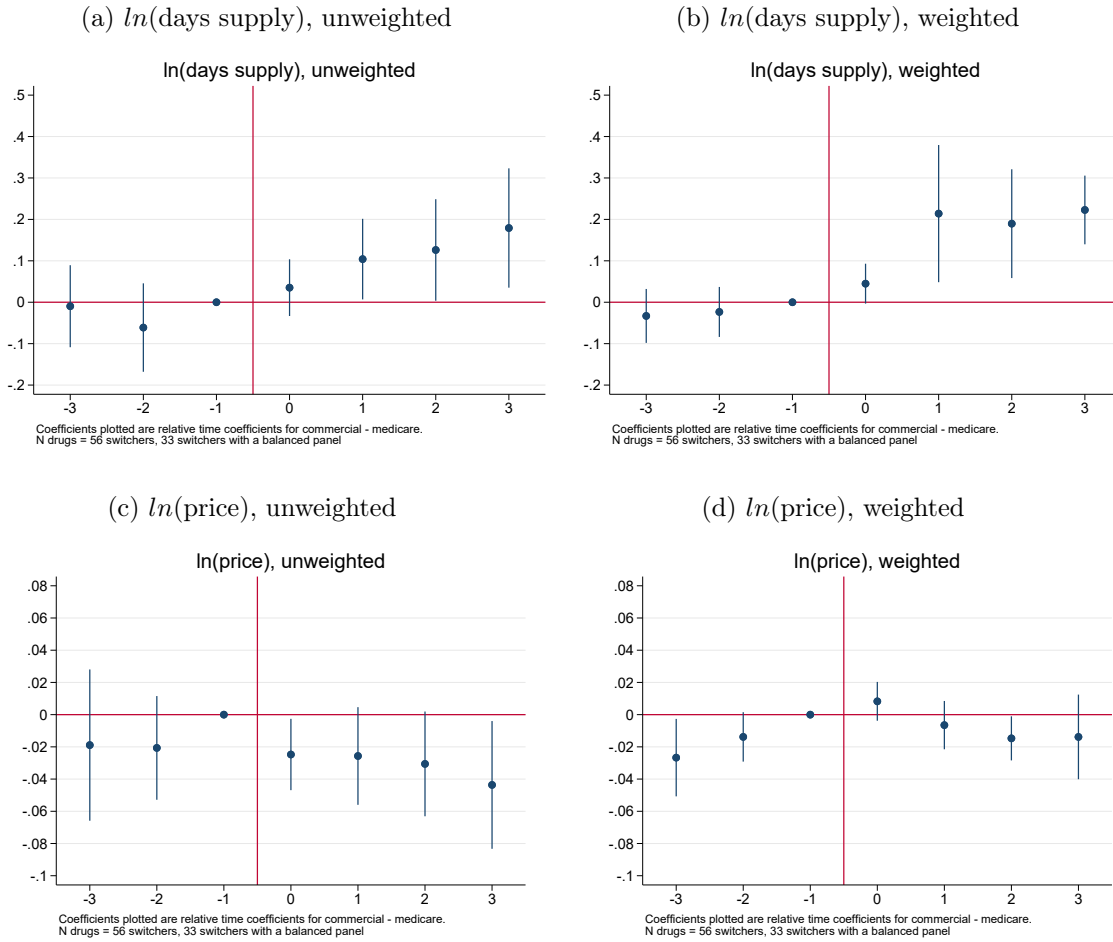 (a) ln(days supply), unweighted
ln(days supply), unweighted
.5
.4
.3
.2
.1
0
-.1
-.2
-3 -2 -1 0 1 2 3
Coefficients plotted are relative time coefficients for commercial - medicare.
N drugs = 56 switchers, 33 switchers with a balanced panel
(b) ln(days supply), weighted
ln(days supply), weighted
.5
.4
.3
.2
.1
0
-.1
-.2
-3 -2 -1 0 1 2 3
Coefficients plotted are relative time coefficients for commercial - medicare.
N drugs = 56 switchers, 33 switchers with a balanced panel
(c) ln(price), unweighted
ln(price), unweighted
.08
.06
.04
.02
0
-.02
-.04
-.06
-.08
-.1
-3 -2 -1 0 1 2 3
Coefficients plotted are relative time coefficients for commercial - medicare.
N drugs = 56 switchers, 33 switchers with a balanced panel
(d) ln(price), weighted
ln(price), weighted
.08
.06
.04
.02
0
-.02
-.04
-.06
-.08
-.1
-3 -2 -1 0 1 2 3
Coefficients plotted are relative time coefficients for commercial - medicare.
N drugs = 56 switchers, 33 switchers with a balanced panel